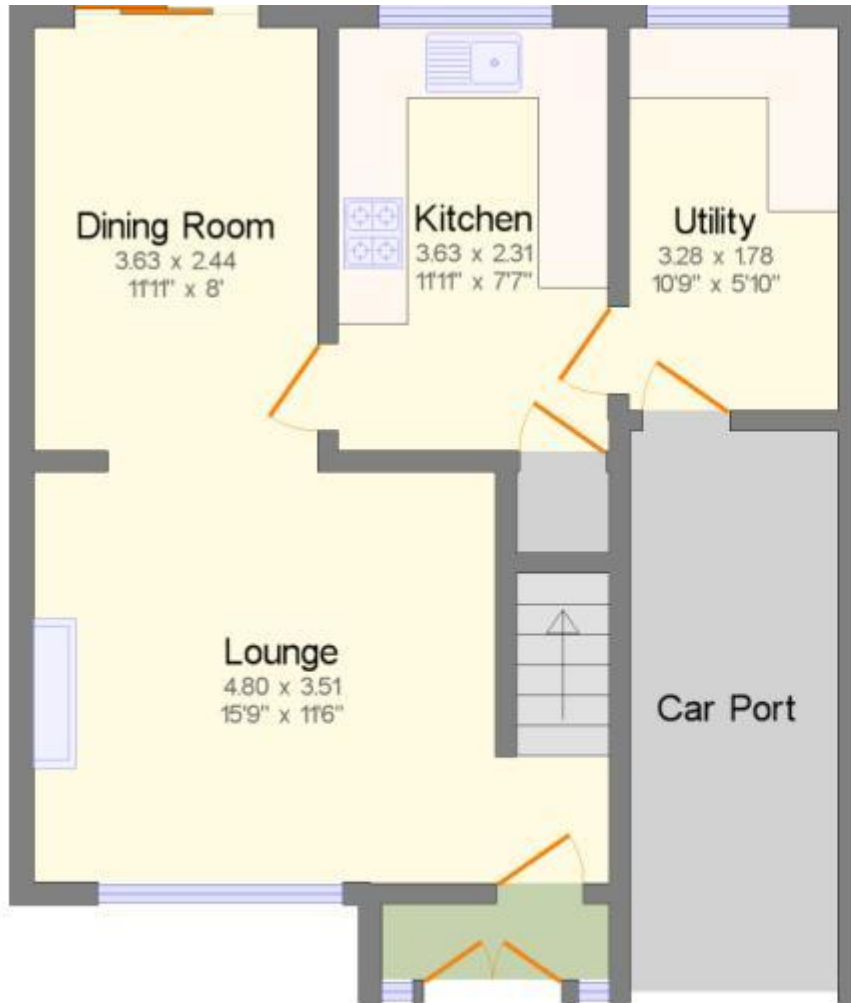 Dining Room
3.63 x 2.44
11'11" x 8'
Kitchen
3.63 x 2.31
11'11" x 7'7"
Utility
3.28 x 1.78
10'9" x 5'10"
Lounge
4.80 x 3.51
15'9" x 11'6"
Car Port